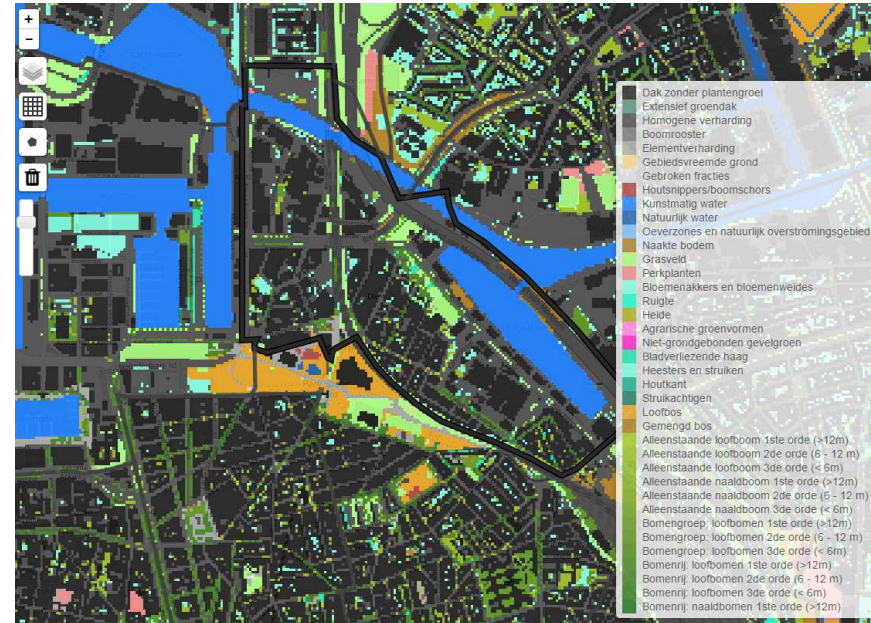 +
−
Dak zonder plantengroei
Extensief groendak
Homogene verharding
Boomrooster
Elementverharding
Gebiedsvreemde grond
Gebroken fracties
Houtsnippers/boomschors
Kunstmatig water
Natuurlijk water
Oeverzones en natuurlijk overstromingsgebied
Naakte bodem
Grasveld
Perkplanten
Bloemenakkers en bloemenweides
Ruigte
Heide
Agrarische groenvormen
Niet-grondgebonden gevelgroen
Bladverliezende haag
Heesters en struiken
Houtkant
Struikachtigen
Loofbos
Gemengd bos
Alleenstaande loofboom 1ste orde (>12m)
Alleenstaande loofboom 2de orde (6 - 12 m)
Alleenstaande loofboom 3de orde (< 6m)
Alleenstaande naaldboom 1ste orde (>12m)
Alleenstaande naaldboom 2de orde (6 - 12 m)
Alleenstaande naaldboom 3de orde (< 6m)
Bomengroep: loofbomen 1ste orde (>12m)
Bomengroep: loofbomen 2de orde (6 - 12 m)
Bomengroep: loofbomen 3de orde (< 6m)
Bomenrij: loofbomen 1ste orde (>12m)
Bomenrij: loofbomen 2de orde (6 - 12 m)
Bomenrij: loofbomen 3de orde (< 6m)
Bomenrij: naaldbomen 1ste orde (>12m)